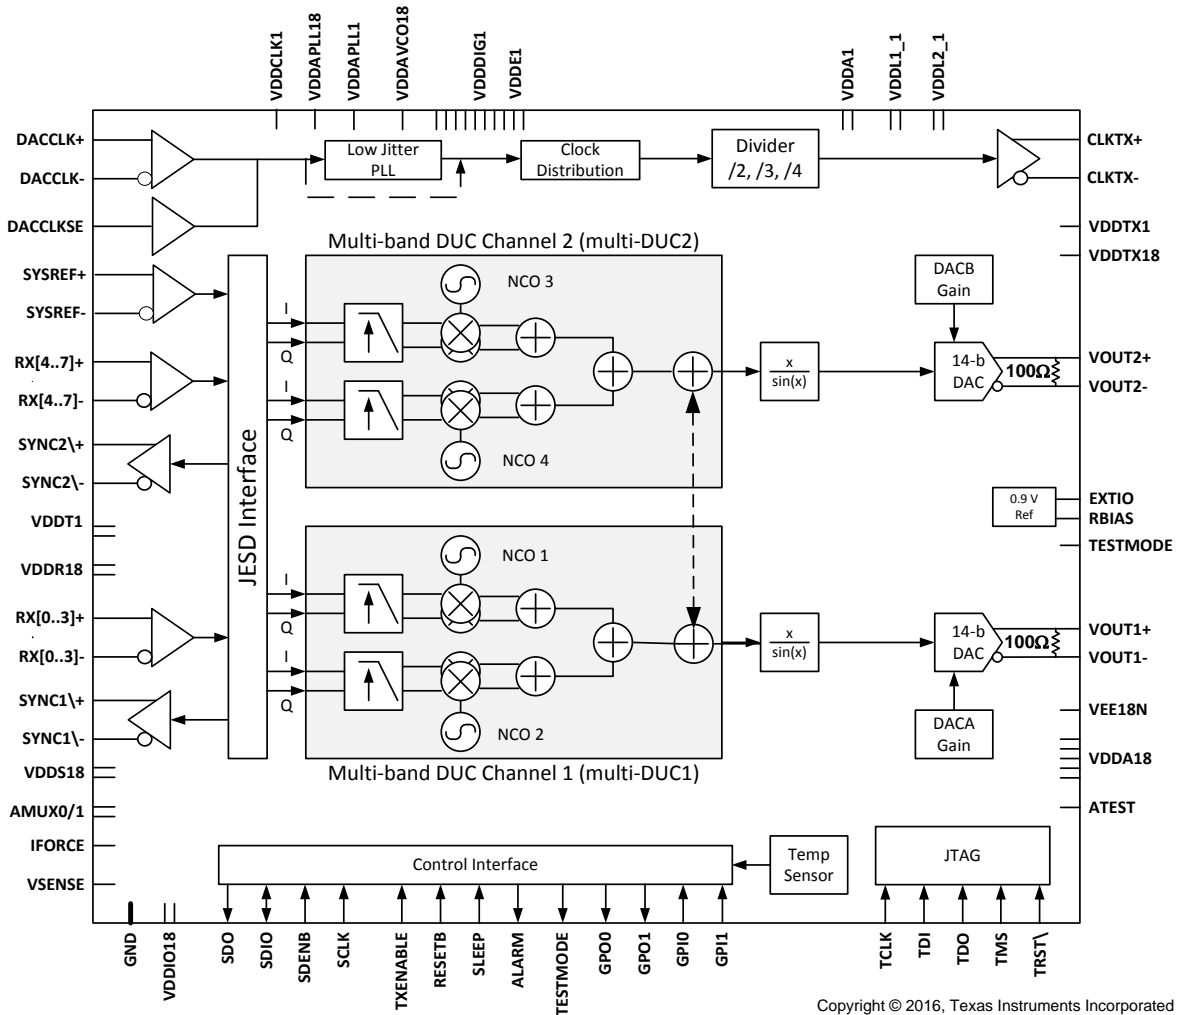 VDDCLK1
VDDAPLL18
VDDAPLL1
VDDAVCO18
VDDDIG1
VDDE1
VDDA1
VDDL1_1
VDDL2_1
DACCLK+
DACCLK-
DACCLKSE
Low Jitter
PLL
Clock
Distribution
Divider
/2, /3, /4
CLKTX+
CLKTX-
VDDTX1
VDDTX18
SYSREF+
SYSREF-
RX[4..7]+
RX[4..7]-
SYNC2\+
SYNC2\-
VDDT1
VDDR18
RX[0..3]+
RX[0..3]-
SYNC1\+
SYNC1\-
VDDS18
AMUX0/1
IFORCE
VSENSE
JESD Interface
Multi-band DUC Channel 2 (multi-DUC2)
I
Q
I
Q
NCO 3
NCO 4
x
sin(x)
DACB
Gain
14-b
DAC
100Ω
VOUT2+
VOUT2-
0.9 V
Ref
EXTIO
RBIAS
TESTMODE
I
Q
I
Q
NCO 1
NCO 2
Multi-band DUC Channel 1 (multi-DUC1)
x
sin(x)
14-b
DAC
100Ω
DACA
Gain
VOUT1+
VOUT1-
VEE18N
VDDA18
ATEST
Control Interface
Temp
Sensor
JTAG
GND
VDDIO18
SDO
SDIO
SDENB
SCLK
TXENABLE
RESETB
SLEEP
ALARM
TESTMODE
GPO0
GPO1
GPI0
GPI1
TCLK
TDI
TDO
TMS
TRST\
Copyright © 2016, Texas Instruments Incorporated